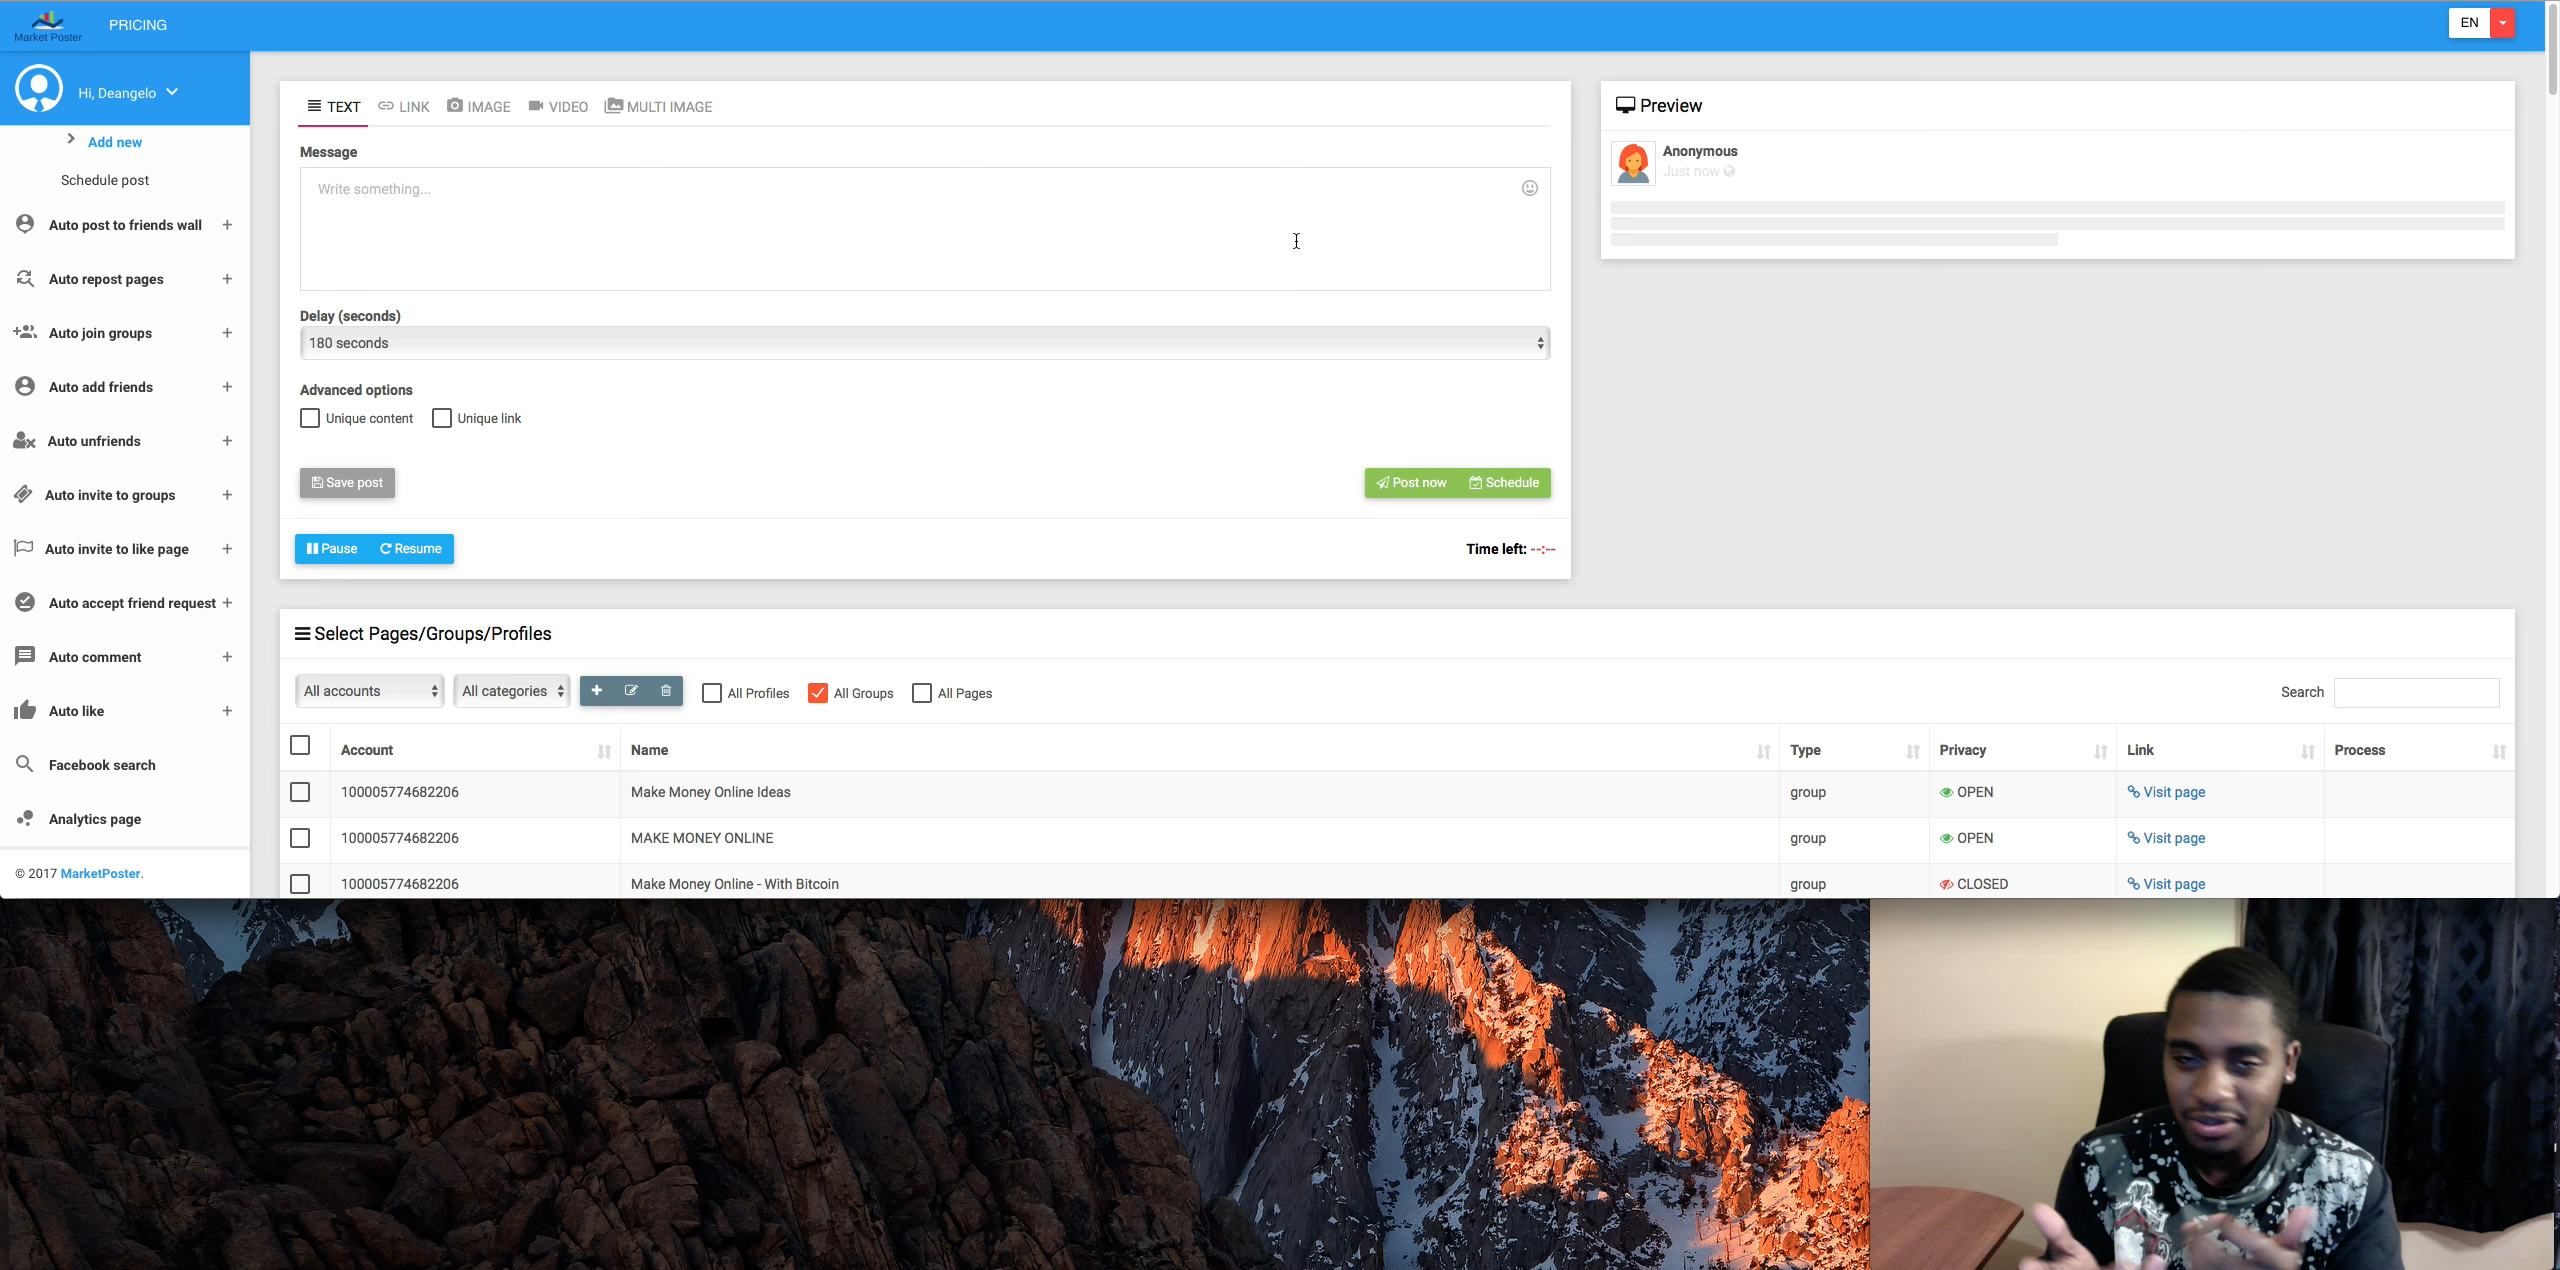 Market Poster
PRICING
EN
Hi, Deangelo
Add new
Schedule post
Auto post to friends wall +
Auto repost pages +
Auto join groups +
Auto add friends +
Auto unfriends +
Auto invite to groups +
Auto invite to like page +
Auto accept friend request +
Auto comment +
Auto like +
Facebook search
Analytics page
© 2017 MarketPoster.
TEXT LINK IMAGE VIDEO MULTI IMAGE
Message
Write something...
Delay (seconds)
180 seconds
Advanced options
Unique content Unique link
Save post
Post now Schedule
Pause Resume
Time left: --:--
Preview
Anonymous
Just now
Select Pages/Groups/Profiles
All accounts All categories All Profiles All Groups All Pages Search
Account Name Type Privacy Link Process
100005774682206 Make Money Online Ideas group OPEN Visit page
100005774682206 MAKE MONEY ONLINE group OPEN Visit page
100005774682206 Make Money Online - With Bitcoin group CLOSED Visit page